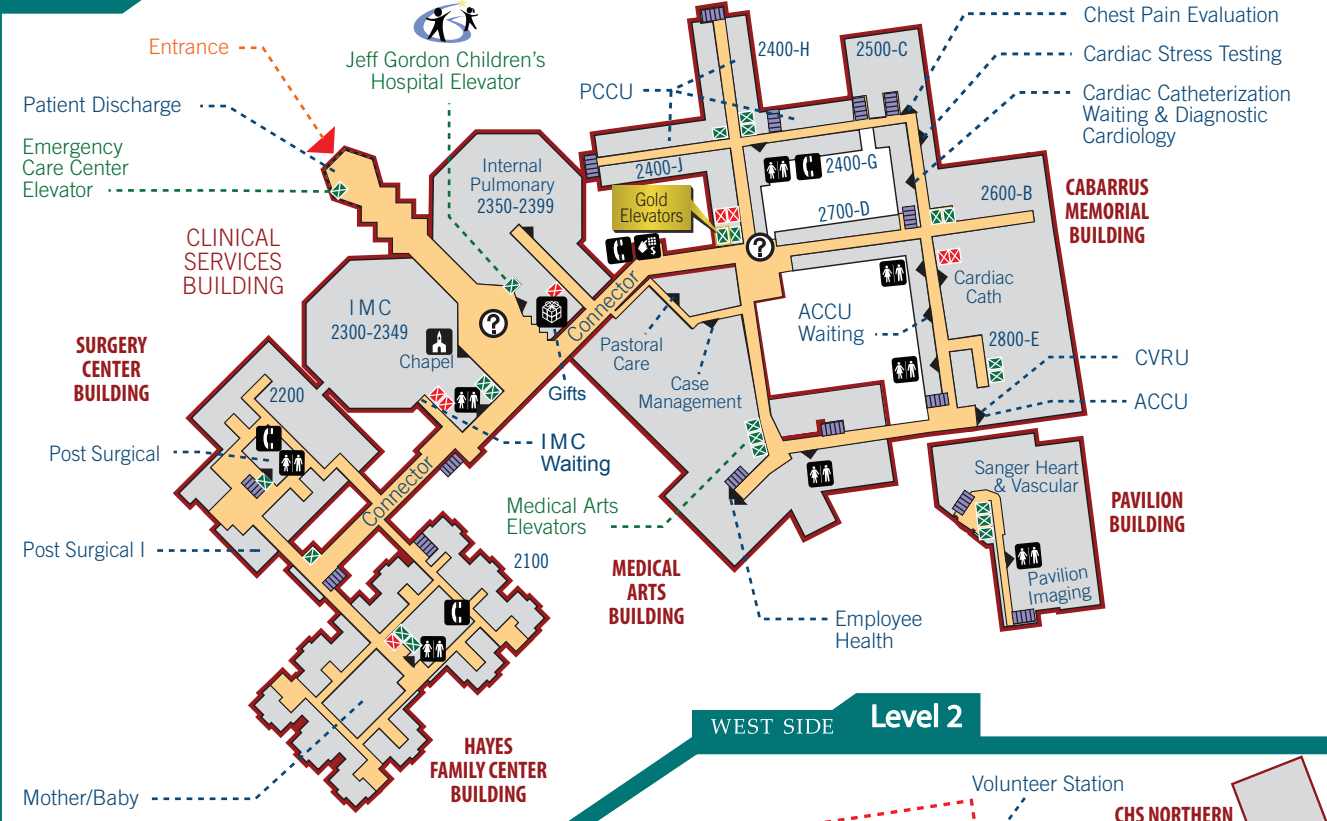 Entrance
Patient Discharge
Emergency
Care Center
Elevator
Jeff Gordon Children's
Hospital Elevator
CLINICAL
SERVICES
BUILDING
Internal
Pulmonary
2350-2399
PCCU
2400-H
2500-C
Chest Pain Evaluation
Cardiac Stress Testing
Cardiac Catheterization
Waiting & Diagnostic
Cardiology
2400-J
2400-G
Gold
Elevators
2700-D
2600-B
CABARRUS
MEMORIAL
BUILDING
?
IMC
2300-2349
Chapel
?
Connector
$
Gifts
Pastoral
Care
Case
Management
ACCU
Waiting
Cardiac
Cath
2800-E
CVRU
ACCU
SURGERY
CENTER
BUILDING
2200
Post Surgical
Post Surgical I
IMC
Waiting
Connector
Medical Arts
Elevators
2100
MEDICAL
ARTS
BUILDING
Employee
Health
Sanger Heart
& Vascular
PAVILION
BUILDING
Pavilion
Imaging
Mother/Baby
HAYES
FAMILY CENTER
BUILDING
WEST SIDE Level 2
Volunteer Station
CHS NORTHERN